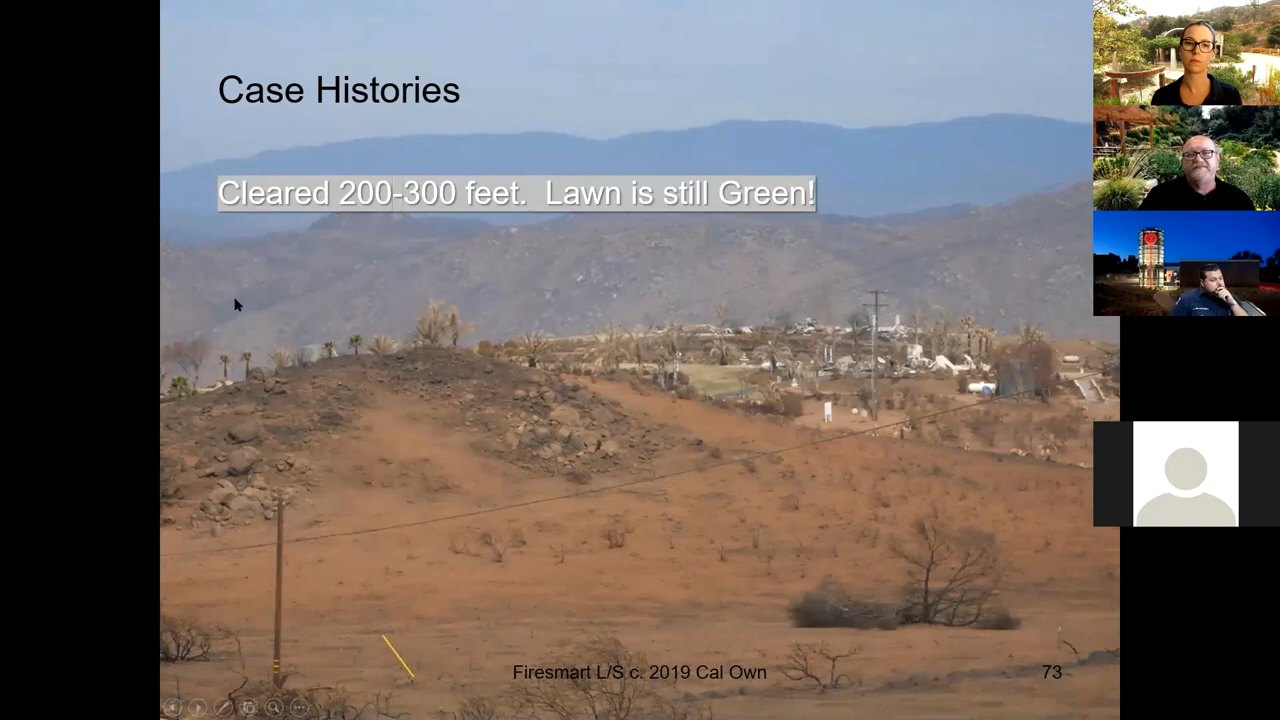 Case Histories
Cleared 200-300 feet.  Lawn is still Green!
Firesmart L/S c. 2019 Cal Own
73